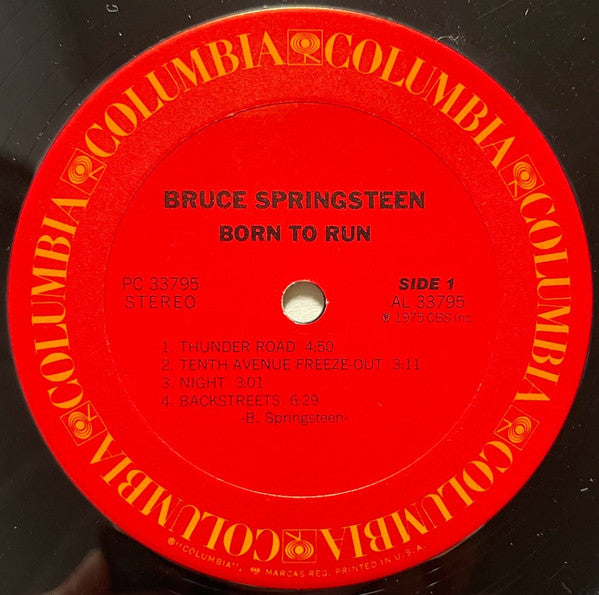 COLUMBIA COLUMBIA COLUMBIA COLUMBIA COLUMBIA COLUMBIA COLUMBIA COLUMBIA
BRUCE SPRINGSTEEN
BORN TO RUN
PC 33795 SIDE 1
STEREO AL 33795
℗ 1975 CBS Inc.
1. THUNDER ROAD 4:50
2. TENTH AVENUE FREEZE-OUT 3:11
3. NIGHT 3:01
4. BACKSTREETS 6:29
-B. Springsteen-
®"COLUMBIA", MARCAS REG. PRINTED IN U.S.A.